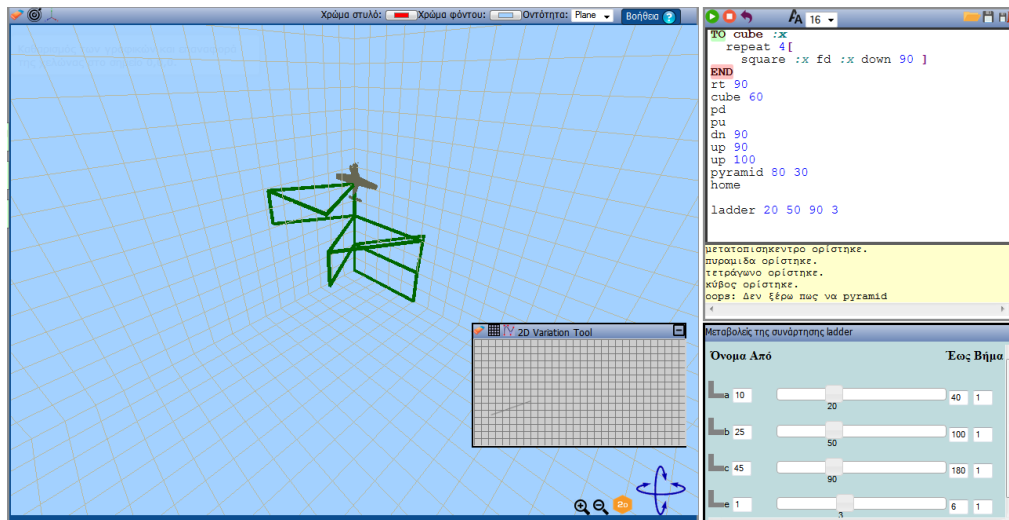 Χρώμα στυλό: Χρώμα φόντου: Οντότητα: Plane Βοήθεια ?
A A 16
TO cube :x
repeat 4[
square :x fd :x down 90 ]
END
rt 90
cube 60
pd
pu
dn 90
up 90
up 100
pyramid 80 30
home
ladder 20 50 90 3
μετατοπισηκεντρο ορίστηκε.
πυραμιδα ορίστηκε.
τετράγωνο ορίστηκε.
κύβος ορίστηκε.
oops: Δεν ξέρω πως να pyramid
2D Variation Tool
2D
Μεταβολείς της συνάρτησης ladder
Όνομα Από Έως Βήμα
a 10 20 40 1
b 25 50 100 1
c 45 90 180 1
e 1 3 6 1